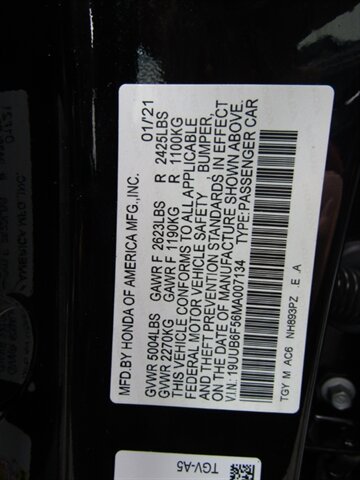 MFD.BY HONDA OF AMERICA MFG.,INC. 01/'21
GVWR 5004LBS GAWR F 2623LBS R 2425LBS
GVWR 2270KG GAWR F 1190KG R 1100KG
THIS VEHICLE CONFORMS TO ALL APPLICABLE
FEDERAL MOTOR VEHICLE SAFETY, BUMPER,
AND THEFT PREVENTION STANDARDS IN EFFECT
ON THE DATE OF MANUFACTURE SHOWN ABOVE.
V.I.N.: 19UUB6F56MA007134 TYPE:PASSENGER CAR
TGY M AC6 NH893PZ E A
TGV-A5